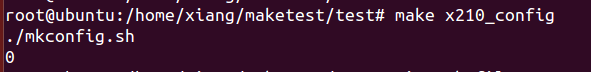 root@ubuntu:/home/xiang/maketest/test# make x210_config
./mkconfig.sh
0